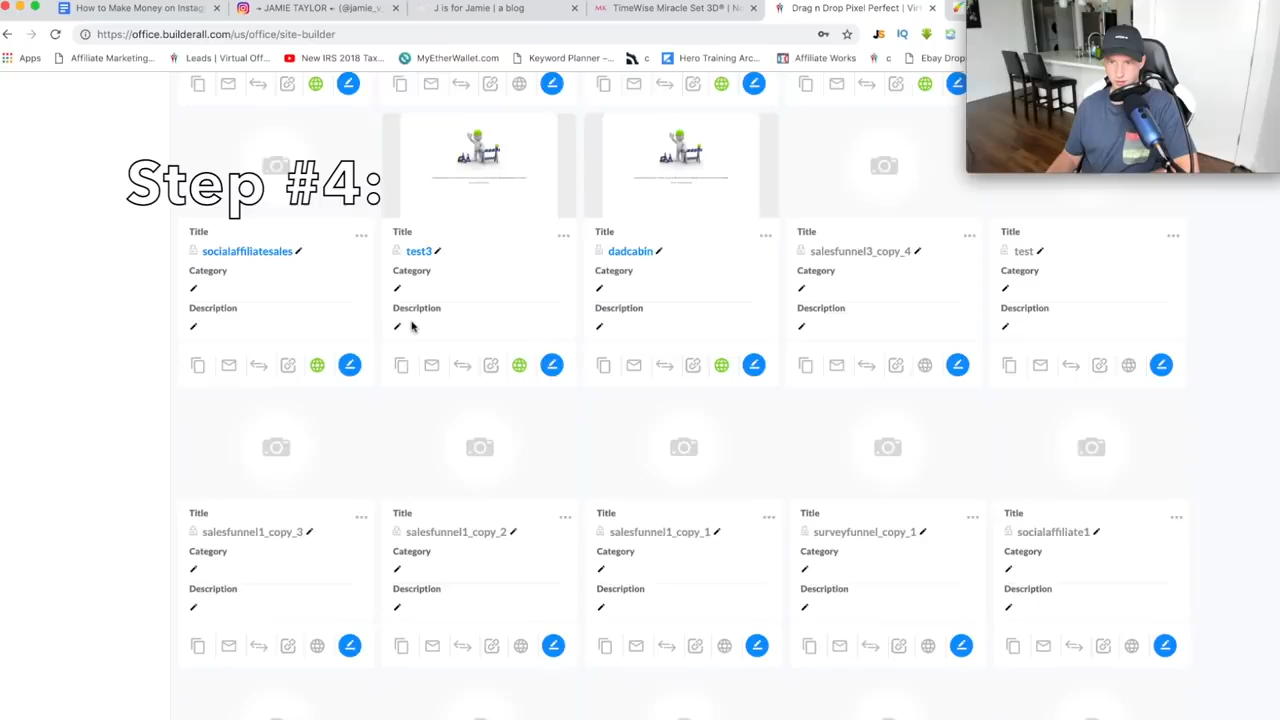 How to Make Money on Instag
- JAMIE TAYLOR - (@jamie_v_
J is for Jamie | a blog
TimeWise Miracle Set 3D® | No
Drag n Drop Pixel Perfect | Virt
https://office.builderall.com/us/office/site-builder
Apps
Affiliate Marketing...
Leads | Virtual Off...
New IRS 2018 Tax...
MyEtherWallet.com
Keyword Planner –...
c
Hero Training Arc...
Affiliate Works
c
Ebay Drop
Step #4:
Title
Title
Title
Title
Title
socialaffiliatesales
test3
dadcabin
salesfunnel3_copy_4
test
Category
Category
Category
Category
Category
Description
Description
Description
Description
Description
Title
Title
Title
Title
Title
salesfunnel1_copy_3
salesfunnel1_copy_2
salesfunnel1_copy_1
surveyfunnel_copy_1
socialaffiliate1
Category
Category
Category
Category
Category
Description
Description
Description
Description
Description